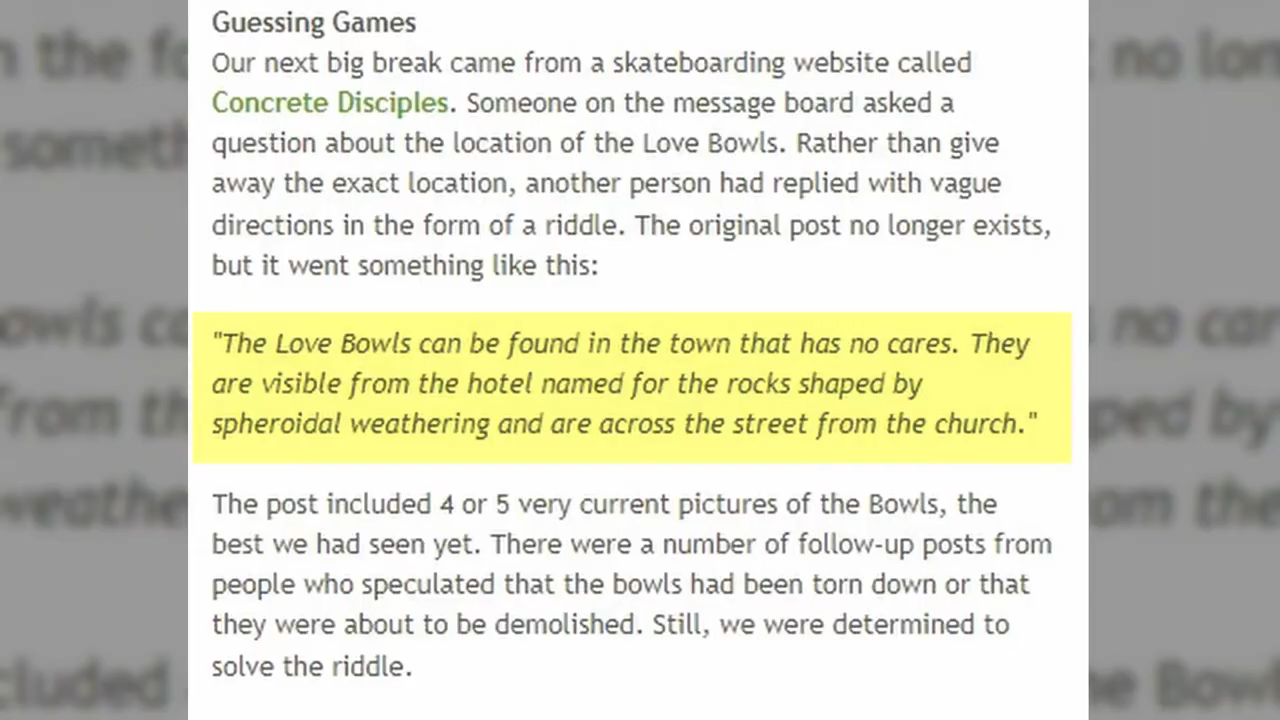 Guessing Games
Our next big break came from a skateboarding website called
Concrete Disciples. Someone on the message board asked a
question about the location of the Love Bowls. Rather than give
away the exact location, another person had replied with vague
directions in the form of a riddle. The original post no longer exists,
but it went something like this:
"The Love Bowls can be found in the town that has no cares. They
are visible from the hotel named for the rocks shaped by
spheroidal weathering and are across the street from the church."
The post included 4 or 5 very current pictures of the Bowls, the
best we had seen yet. There were a number of follow-up posts from
people who speculated that the bowls had been torn down or that
they were about to be demolished. Still, we were determined to
solve the riddle.